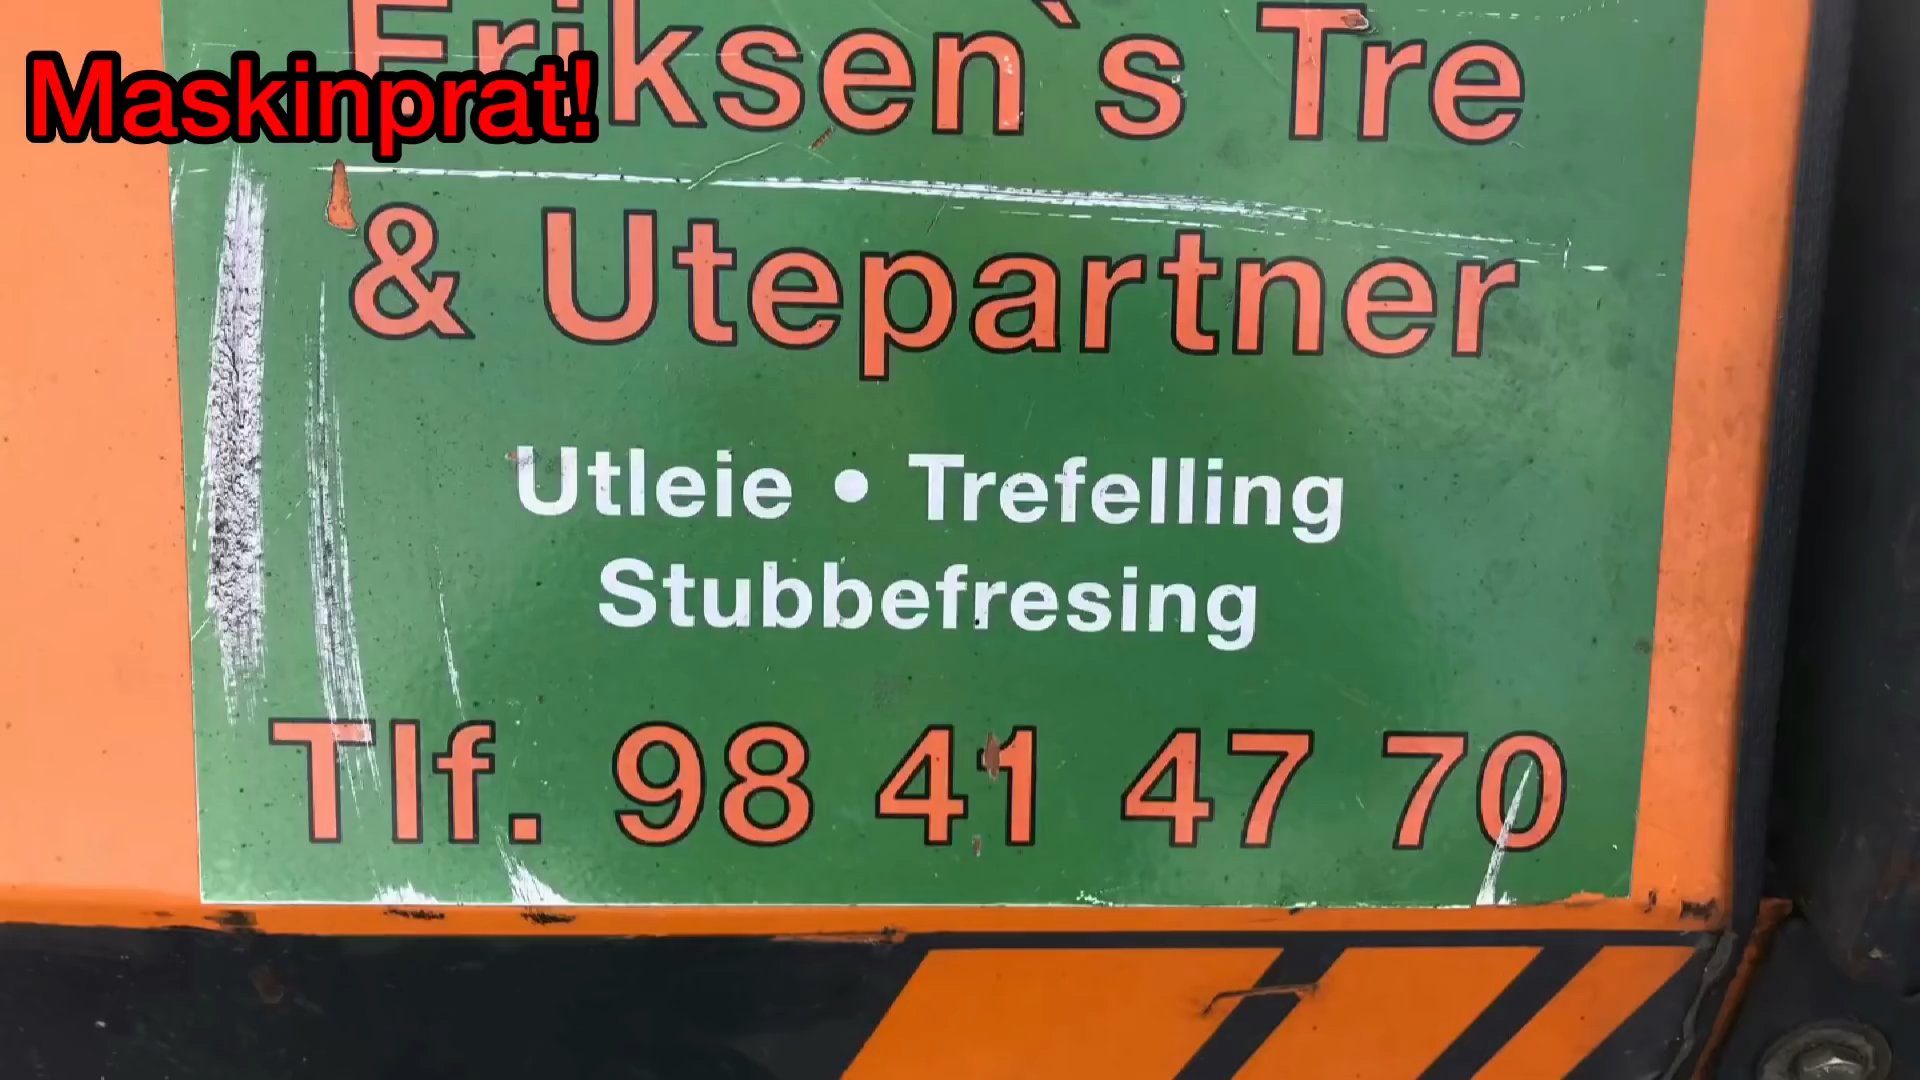 Eriksen`s Tre
Maskinprat!
& Utepartner
Utleie • Trefelling
Stubbefresing
Tlf. 98 41 47 70